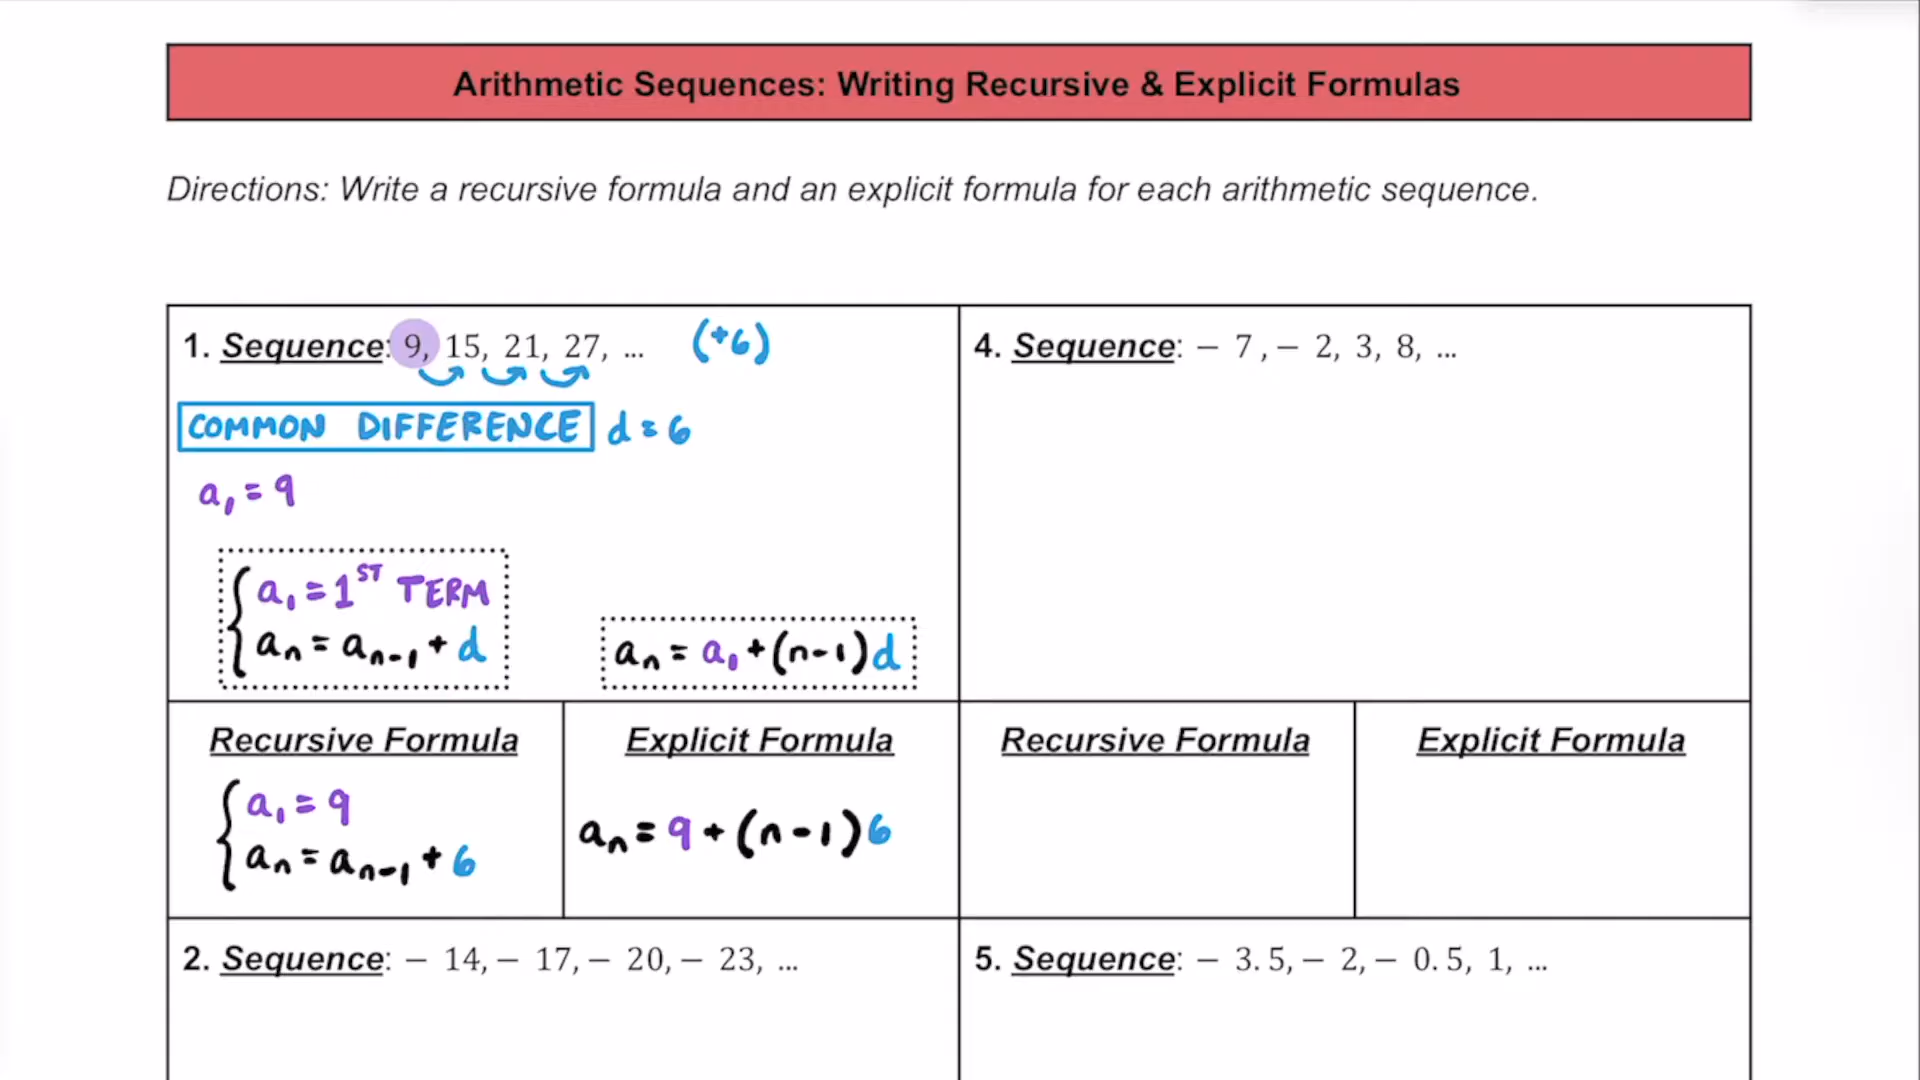 Arithmetic Sequences: Writing Recursive & Explicit Formulas
Directions: Write a recursive formula and an explicit formula for each arithmetic sequence.
1. Sequence: 9, 15, 21, 27, ... (+6)
COMMON DIFFERENCE d = 6
a₁ = 9
a₁ = 1ST TERM
aₙ = aₙ₋₁ + d
aₙ = a₁ + (n-1)d
Recursive Formula
a₁ = 9
aₙ = aₙ₋₁ + 6
Explicit Formula
aₙ = 9 + (n-1)6
4. Sequence: − 7 ,− 2, 3, 8, ...
Recursive Formula
Explicit Formula
2. Sequence: − 14,− 17,− 20,− 23, ...
5. Sequence: − 3.5,− 2,− 0.5, 1, ...